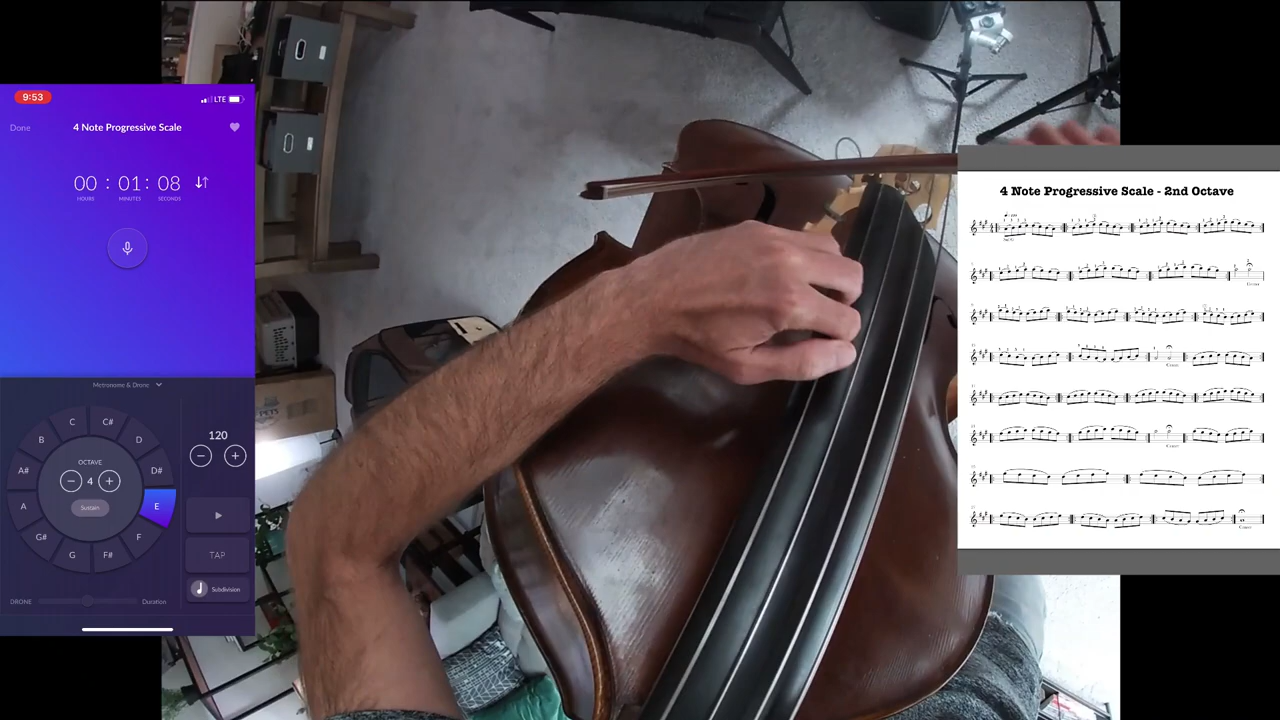 9:53
LTE
Done
4 Note Progressive Scale
00 : 01 : 08
HOURS
MINUTES
SECONDS
Metronome & Drone
C
C#
D
D#
E
F
F#
G
G#
A
A#
B
OCTAVE
− 4 +
Sustain
120
− +
TAP
Subdivision
DRONE
Duration
4 Note Progressive Scale - 2nd Octave